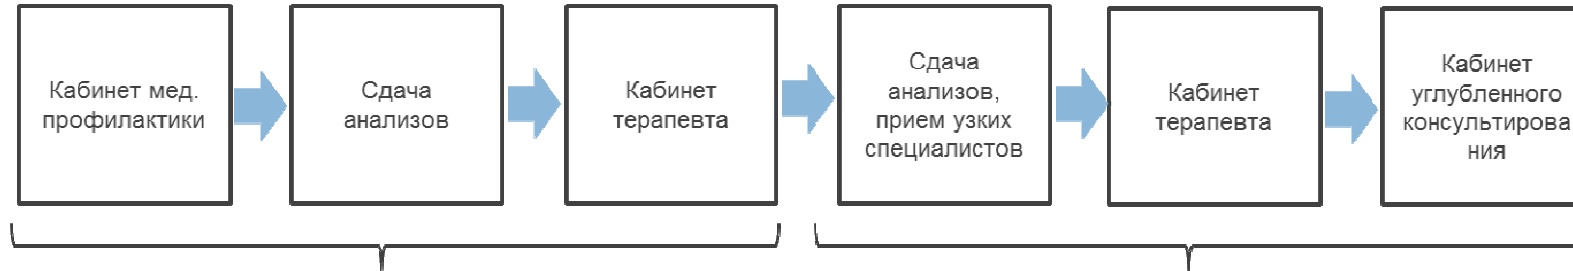 Кабинет мед.
профилактики
Сдача
анализов
Кабинет
терапевта
Сдача
анализов,
прием узких
специалистов
Кабинет
терапевта
Кабинет
углубленного
консультирова
ния